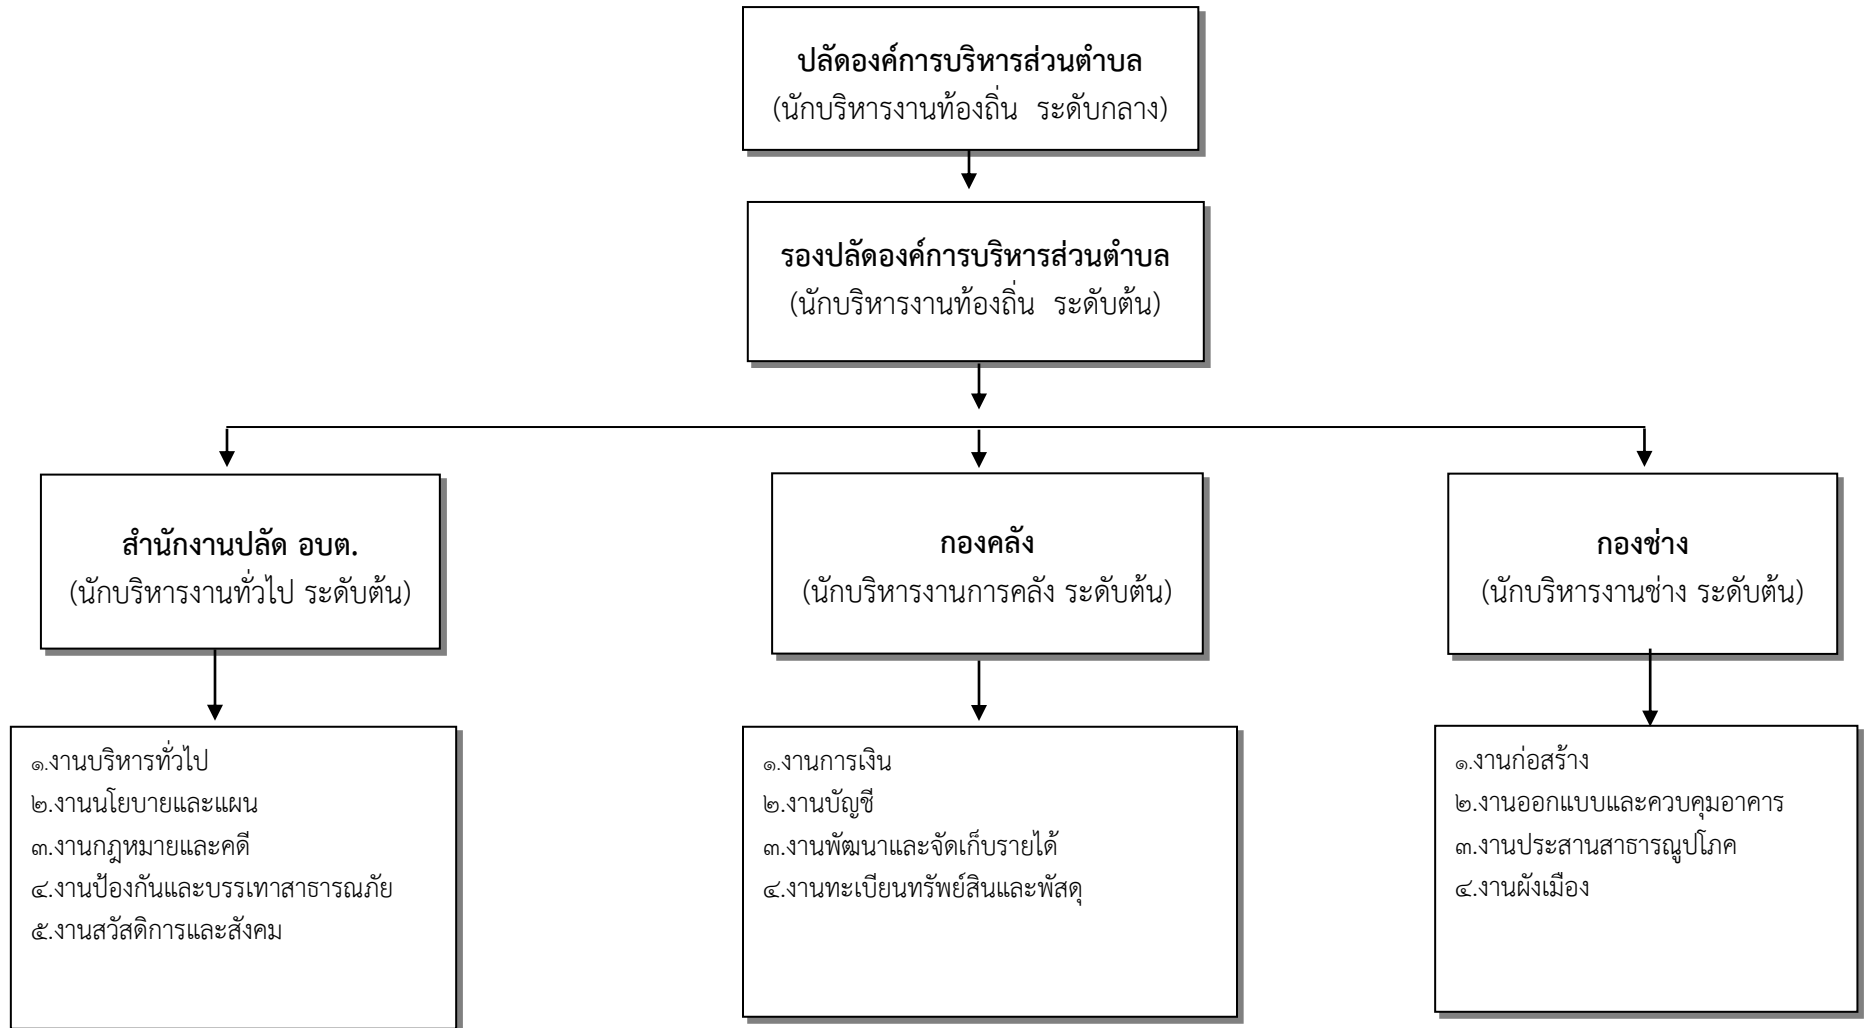 ปลัดองค์การบริหารส่วนตำบล
(นักบริหารงานท้องถิ่น ระดับกลาง)
รองปลัดองค์การบริหารส่วนตำบล
(นักบริหารงานท้องถิ่น ระดับต้น)
สำนักงานปลัด อบต.
(นักบริหารงานทั่วไป ระดับต้น)
กองคลัง
(นักบริหารงานการคลัง ระดับต้น)
กองช่าง
(นักบริหารงานช่าง ระดับต้น)
๑.งานบริหารทั่วไป
๒.งานนโยบายและแผน
๓.งานกฎหมายและคดี
๔.งานป้องกันและบรรเทาสาธารณภัย
๕.งานสวัสดิการและสังคม
๑.งานการเงิน
๒.งานบัญชี
๓.งานพัฒนาและจัดเก็บรายได้
๔.งานทะเบียนทรัพย์สินและพัสดุ
๑.งานก่อสร้าง
๒.งานออกแบบและควบคุมอาคาร
๓.งานประสานสาธารณูปโภค
๔.งานผังเมือง